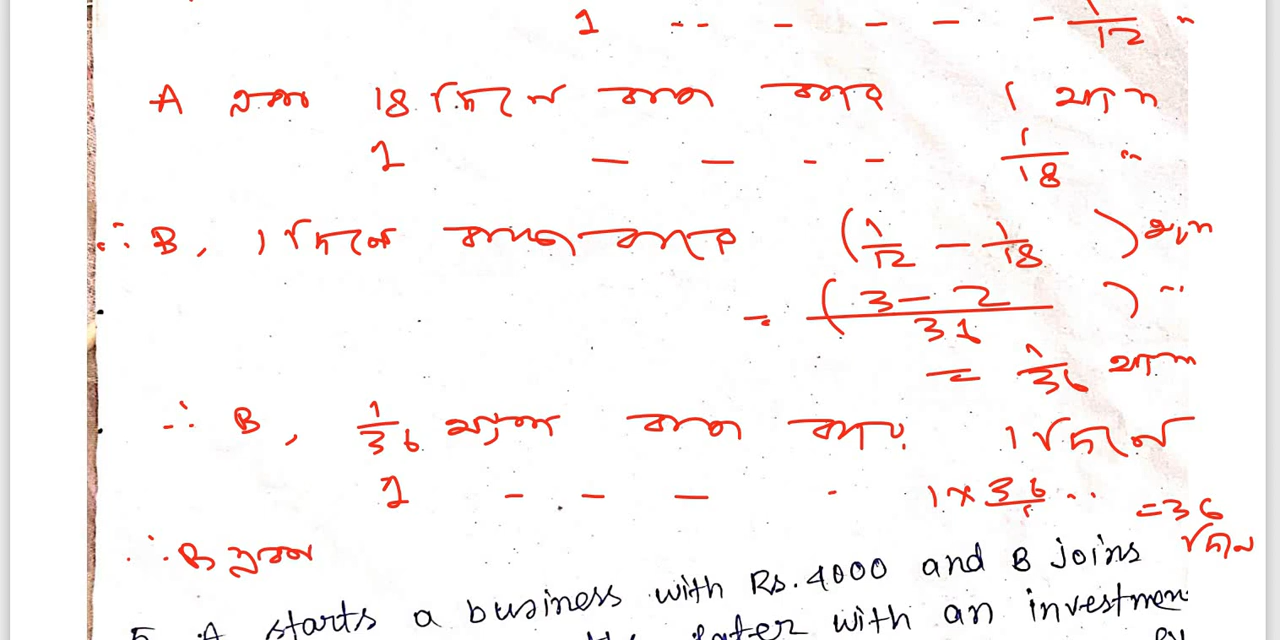 1 -- - - - - 1/12 "
A একা 18 দিনে কাজ করে 1 অংশ
1 - - - - 1/18 "
∴ B, 1 দিনে কাজ করে (1/12 - 1/18) অংশ
= (3 - 2)/36 "
= 1/36 অংশ
∴ B, 1/36 অংশ কাজ করে 1 দিনে
1 - - - - 1 × 36/1 .. = 36 দিন
∴ B একা
5. A starts a business with Rs. 4000 and B joins
later with an investmen